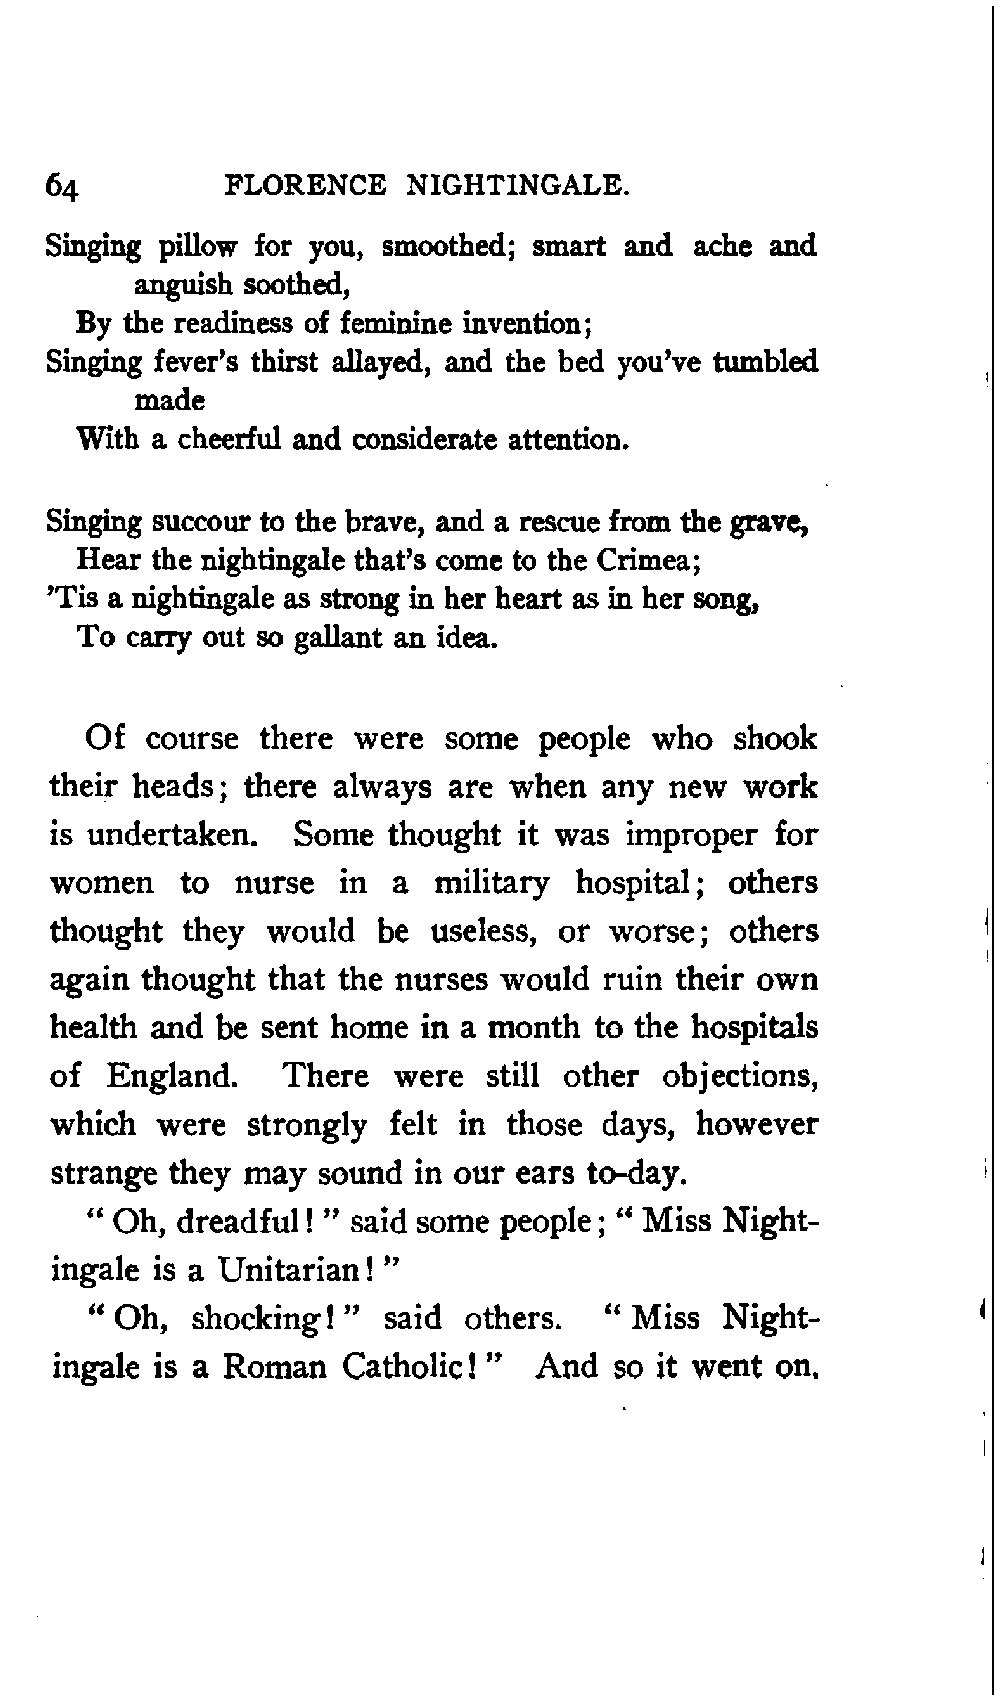 64 FLORENCE NIGHTINGALE.
Singing pillow for you, smoothed; smart and ache and
anguish soothed,
By the readiness of feminine invention;
Singing fever's thirst allayed, and the bed you've tumbled
made
With a cheerful and considerate attention.
Singing succour to the brave, and a rescue from the grave,
Hear the nightingale that's come to the Crimea;
'Tis a nightingale as strong in her heart as in her song,
To carry out so gallant an idea.
Of course there were some people who shook
their heads; there always are when any new work
is undertaken. Some thought it was improper for
women to nurse in a military hospital; others
thought they would be useless, or worse; others
again thought that the nurses would ruin their own
health and be sent home in a month to the hospitals
of England. There were still other objections,
which were strongly felt in those days, however
strange they may sound in our ears to-day.
"Oh, dreadful!" said some people; "Miss Night-
ingale is a Unitarian!"
"Oh, shocking!" said others. "Miss Night-
ingale is a Roman Catholic!" And so it went on.